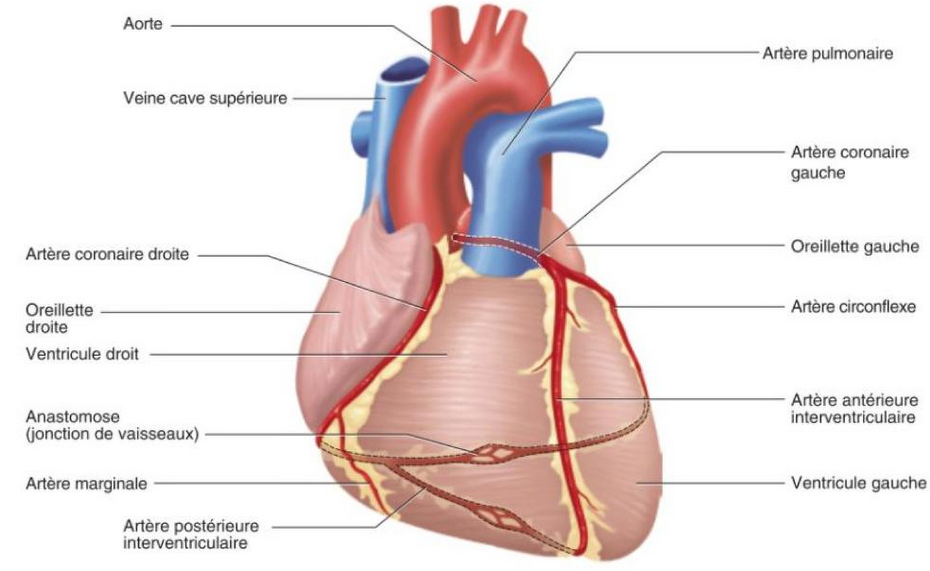 Aorte
Veine cave supérieure
Artère coronaire droite
Oreillette
droite
Ventricule droit
Anastomose
(jonction de vaisseaux)
Artère marginale
Artère postérieure
interventriculaire
Artère pulmonaire
Artère coronaire
gauche
Oreillette gauche
Artère circonflexe
Artère antérieure
interventriculaire
Ventricule gauche